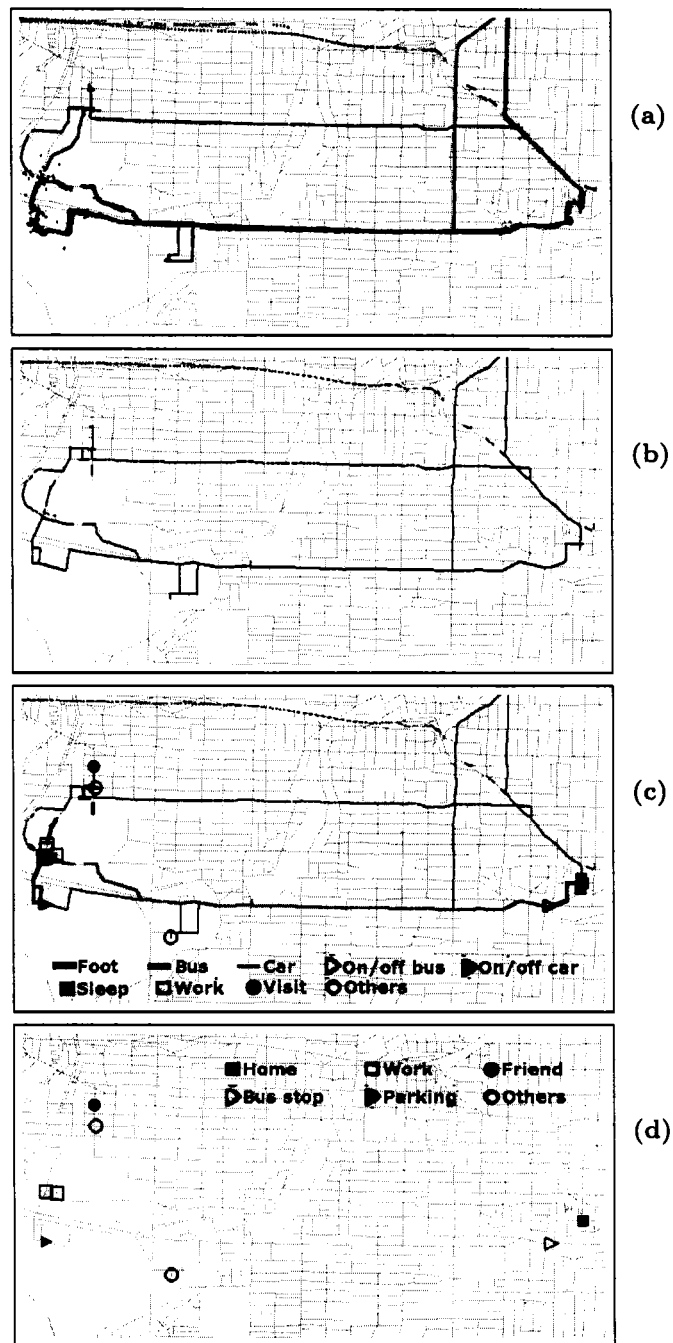 (a)
(b)
(c)
Foot Bus Car On/off bus On/off car
Sleep Work Visit Others
(d)
Home Work Friend
Bus stop Parking Others